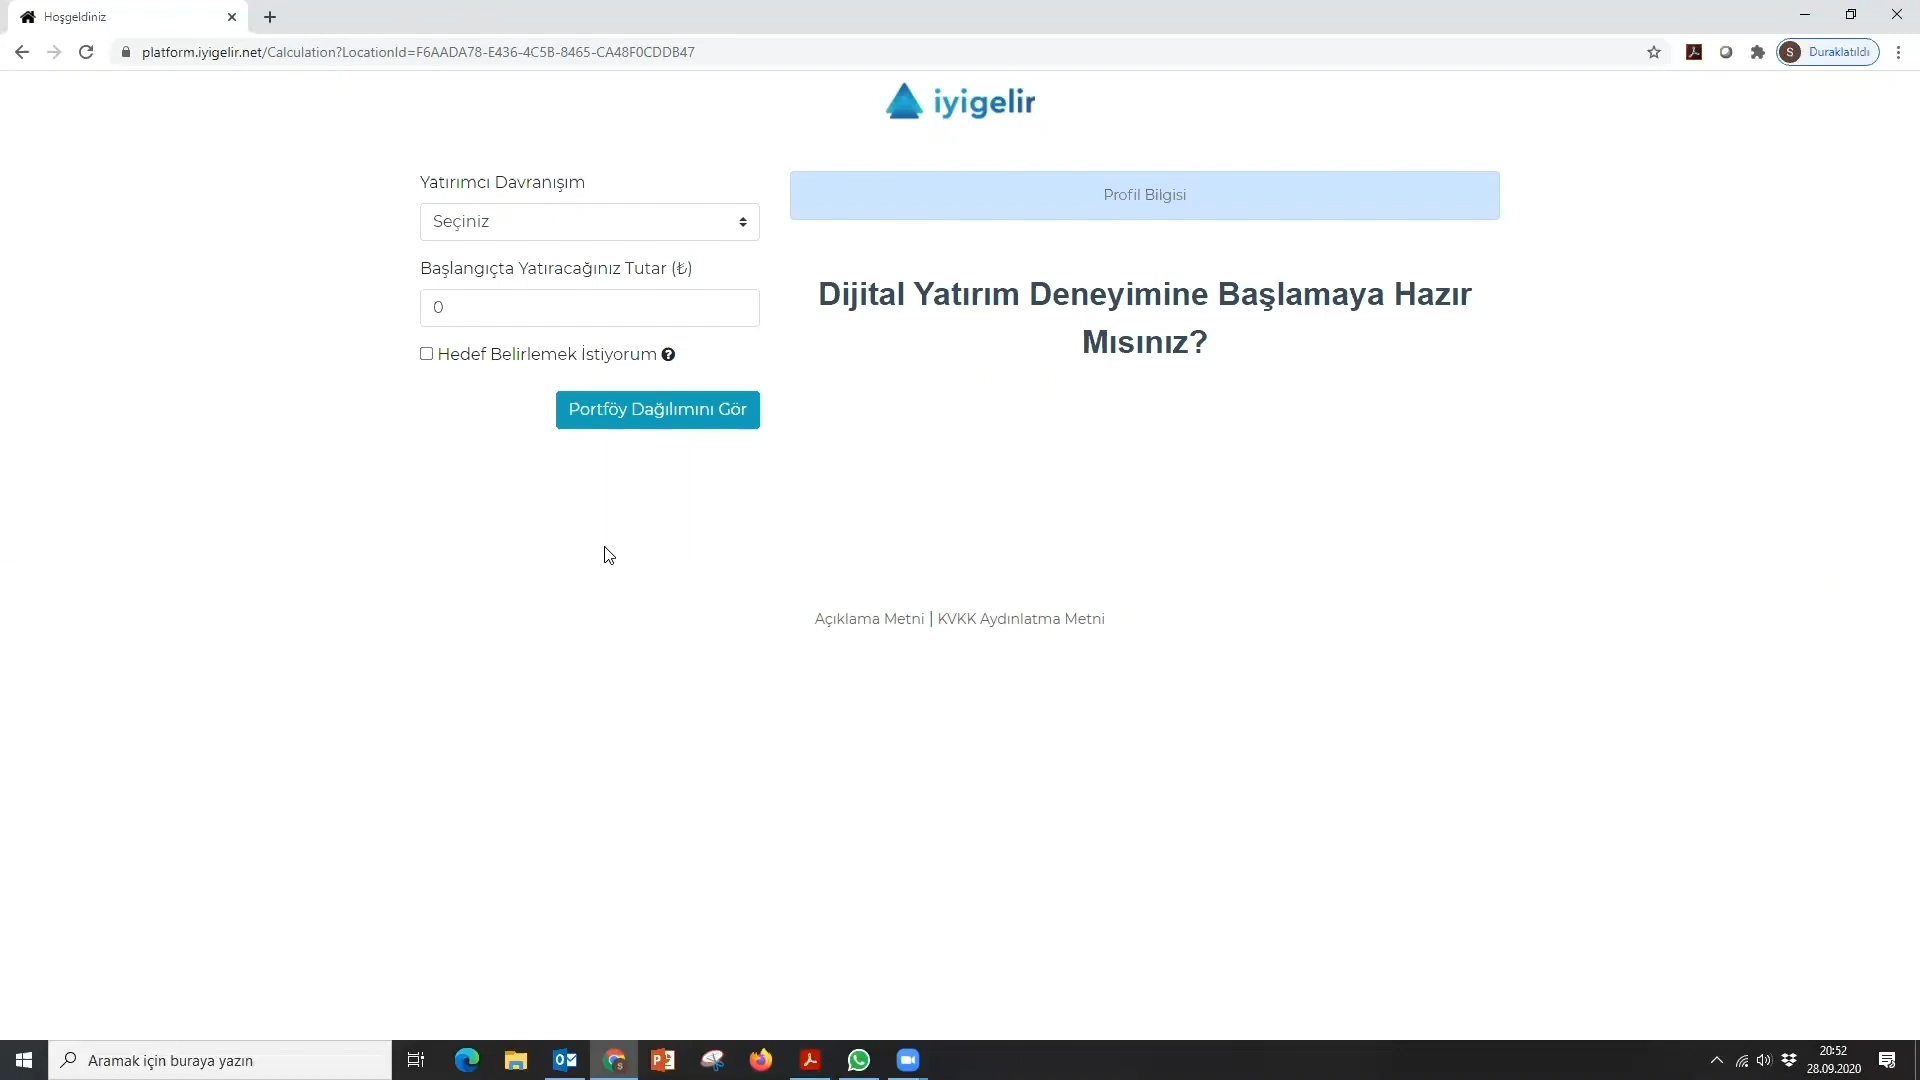 Hoşgeldiniz
platform.iyigelir.net/Calculation?LocationId=F6AADA78-E436-4C5B-8465-CA48F0CDDB47
S
Duraklatıldı
iyigelir
Yatırımcı Davranışım
Seçiniz
Başlangıçta Yatıracağınız Tutar (₺)
0
Hedef Belirlemek İstiyorum ?
Portföy Dağılımını Gör
Profil Bilgisi
Dijital Yatırım Deneyimine Başlamaya Hazır
Mısınız?
Açıklama Metni | KVKK Aydınlatma Metni
Aramak için buraya yazın
20:52
28.09.2020